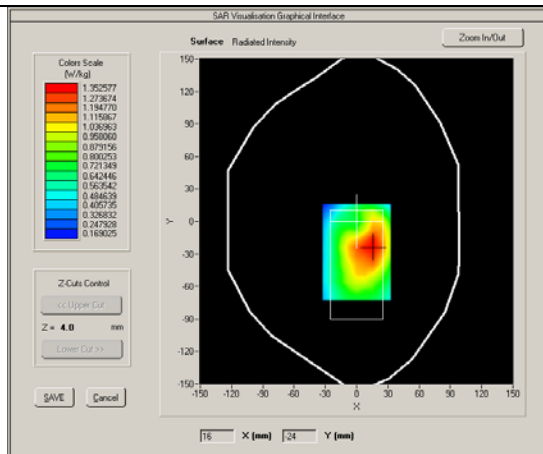 SAR Visualisation Graphical Interface
Surface Radiated Intensity
Zoom In/Out
Colors Scale
(W/kg)
1.352577
1.273674
1.194770
1.115867
1.036963
0.958060
0.879156
0.800253
0.721349
0.642446
0.563542
0.484639
0.405735
0.326832
0.247928
0.169025
Z-Cuts Control
<< Upper Cut
Z = 4.0 mm
Lower Cut >>
SAVE Cancel
150
120
90
60
30
0
-30
-60
-90
-120
-150
Y
-150 -120 -90 -60 -30 0 30 60 90 120 150
X
16 X (mm) -24 Y (mm)